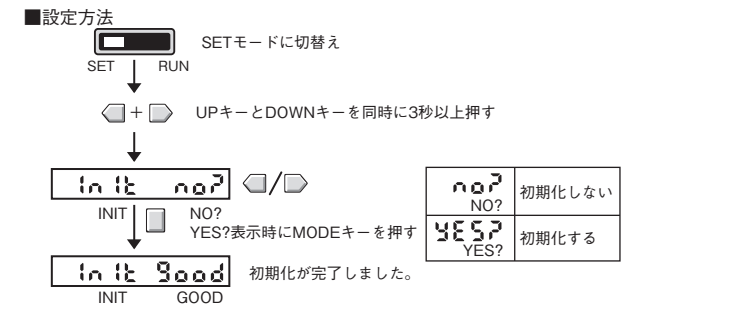 ■設定方法
SETモードに切替え
SET RUN
+ UPキーとDOWNキーを同時に3秒以上押す
init no? /
INIT NO?
YES?表示時にMODEキーを押す
no? 初期化しない
NO?
YES? 初期化する
YES?
init good 初期化が完了しました。
INIT GOOD